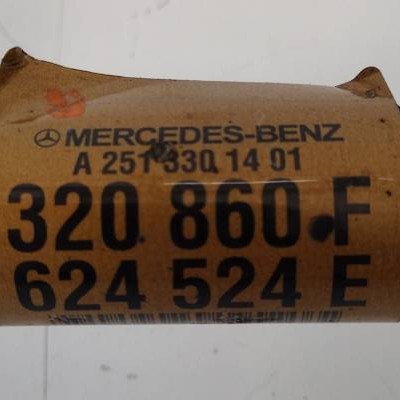 MERCEDES-BENZ
A 251 330 14 01
320 860 F
624 524 E